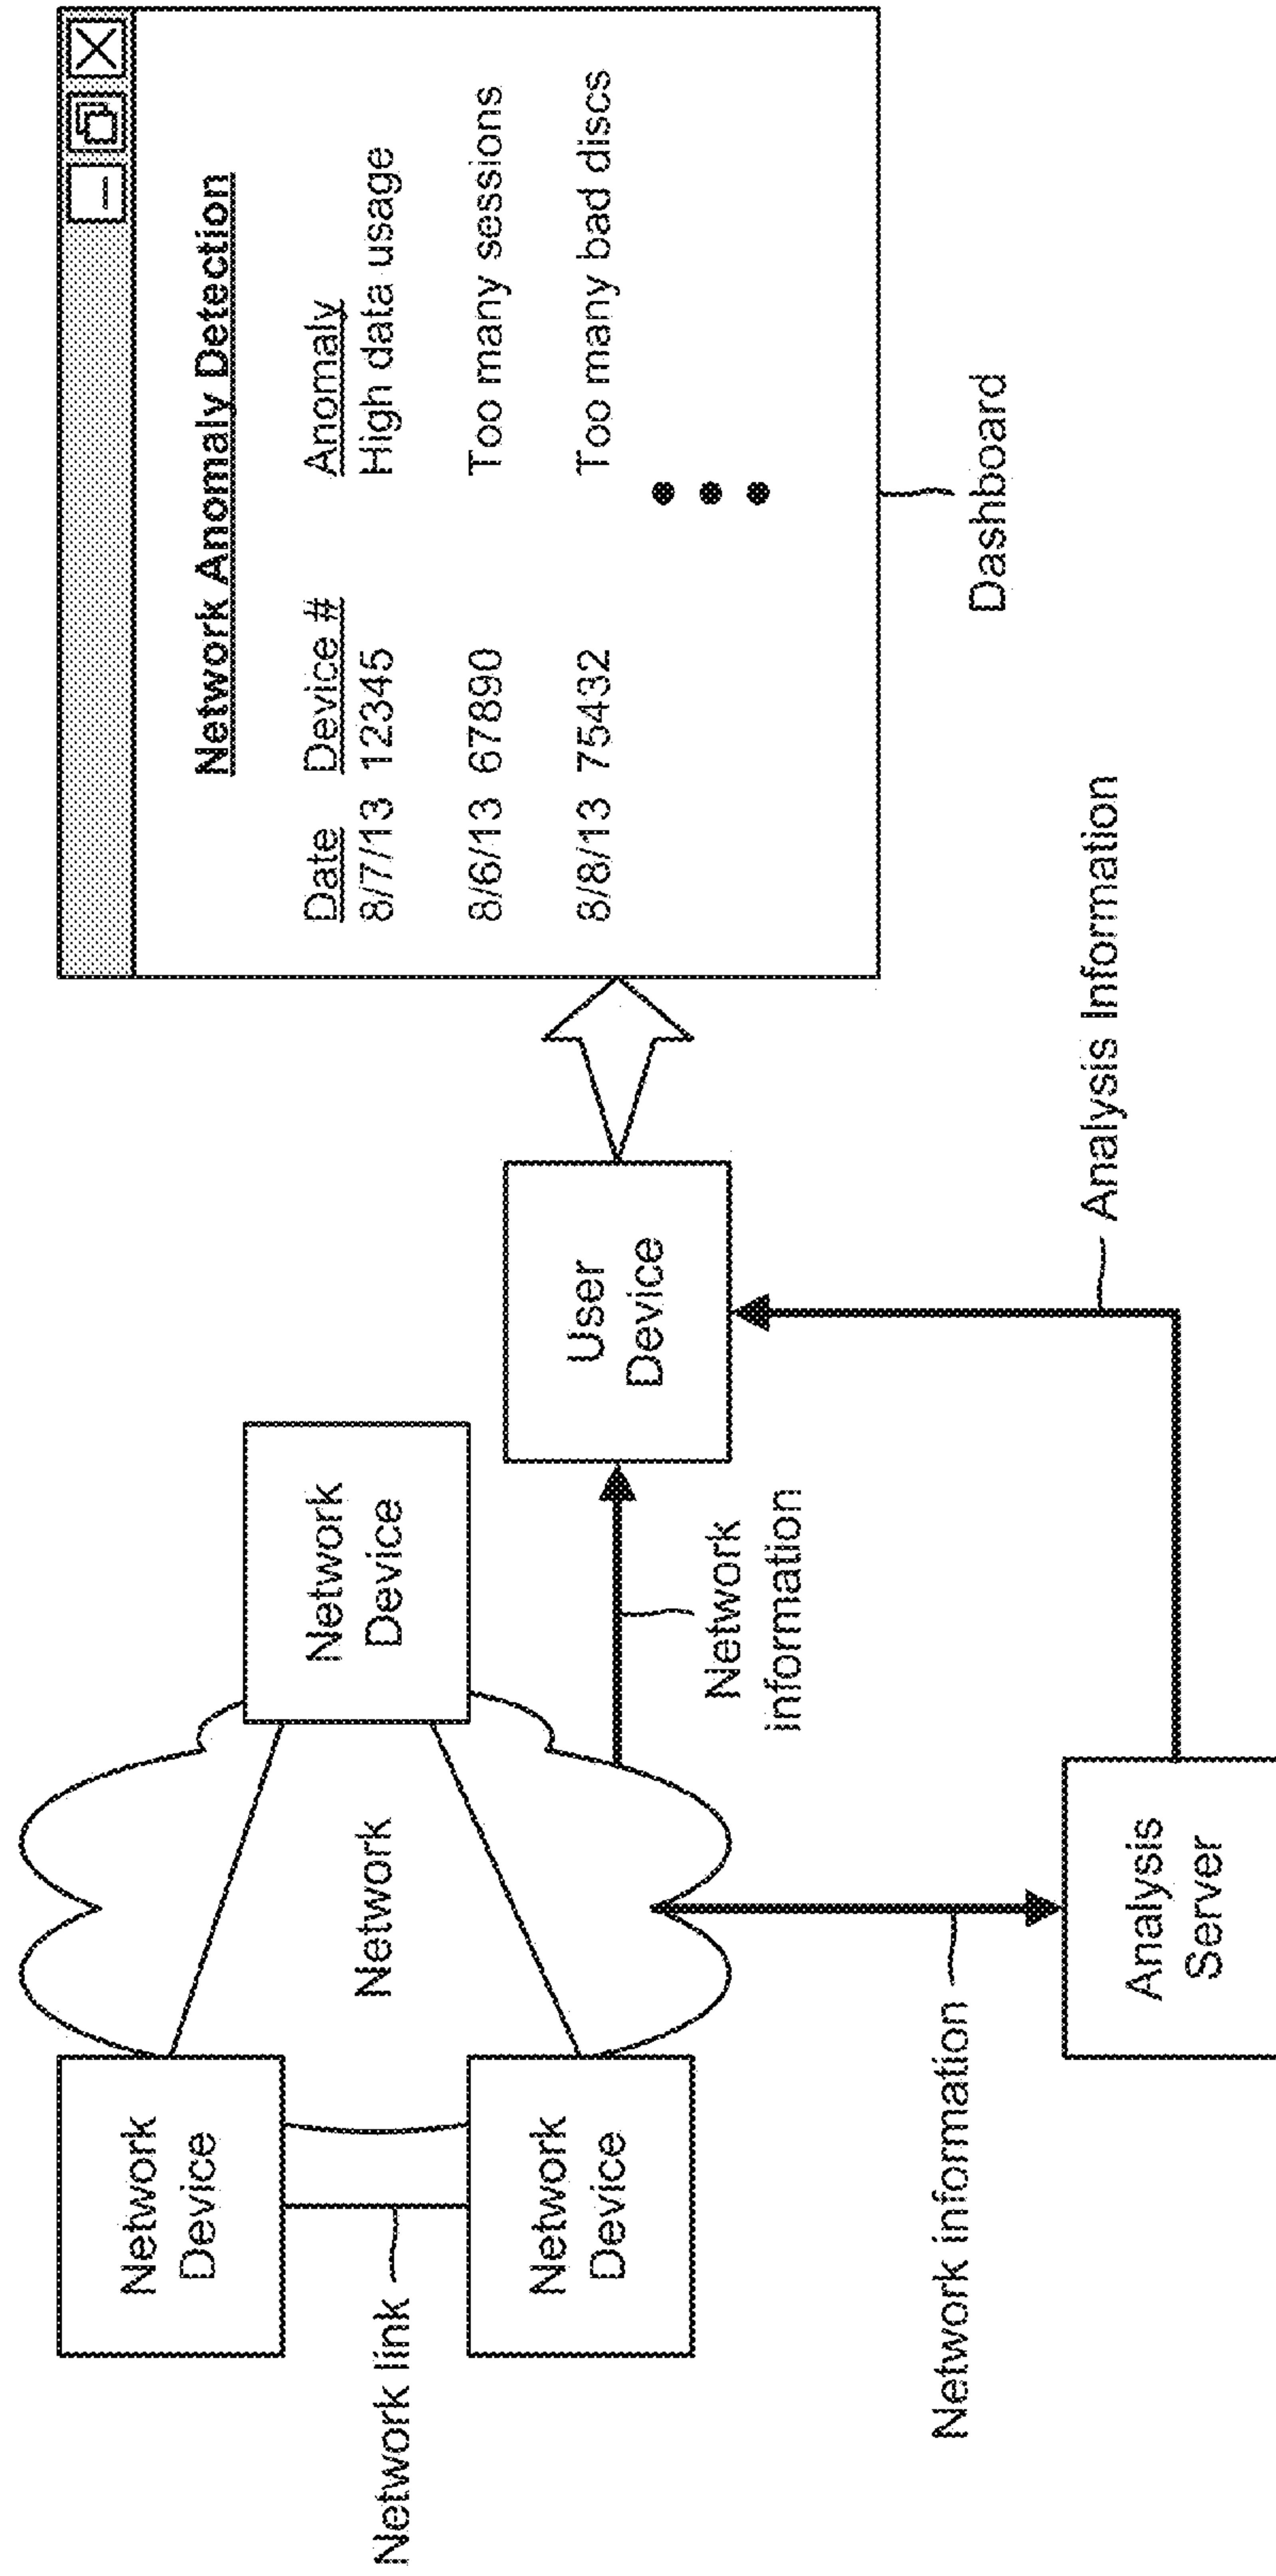 Network Anomaly Detection
Date Device # Anomaly
8/7/13 12345 High data usage
8/6/13 67890 Too many sessions
8/8/13 75432 Too many bad discs
Dashboard
Network
Device
Network
Device
Network
Network link
Network
Device
User
Device
Network
information
Network information
Analysis Information
Analysis
Server